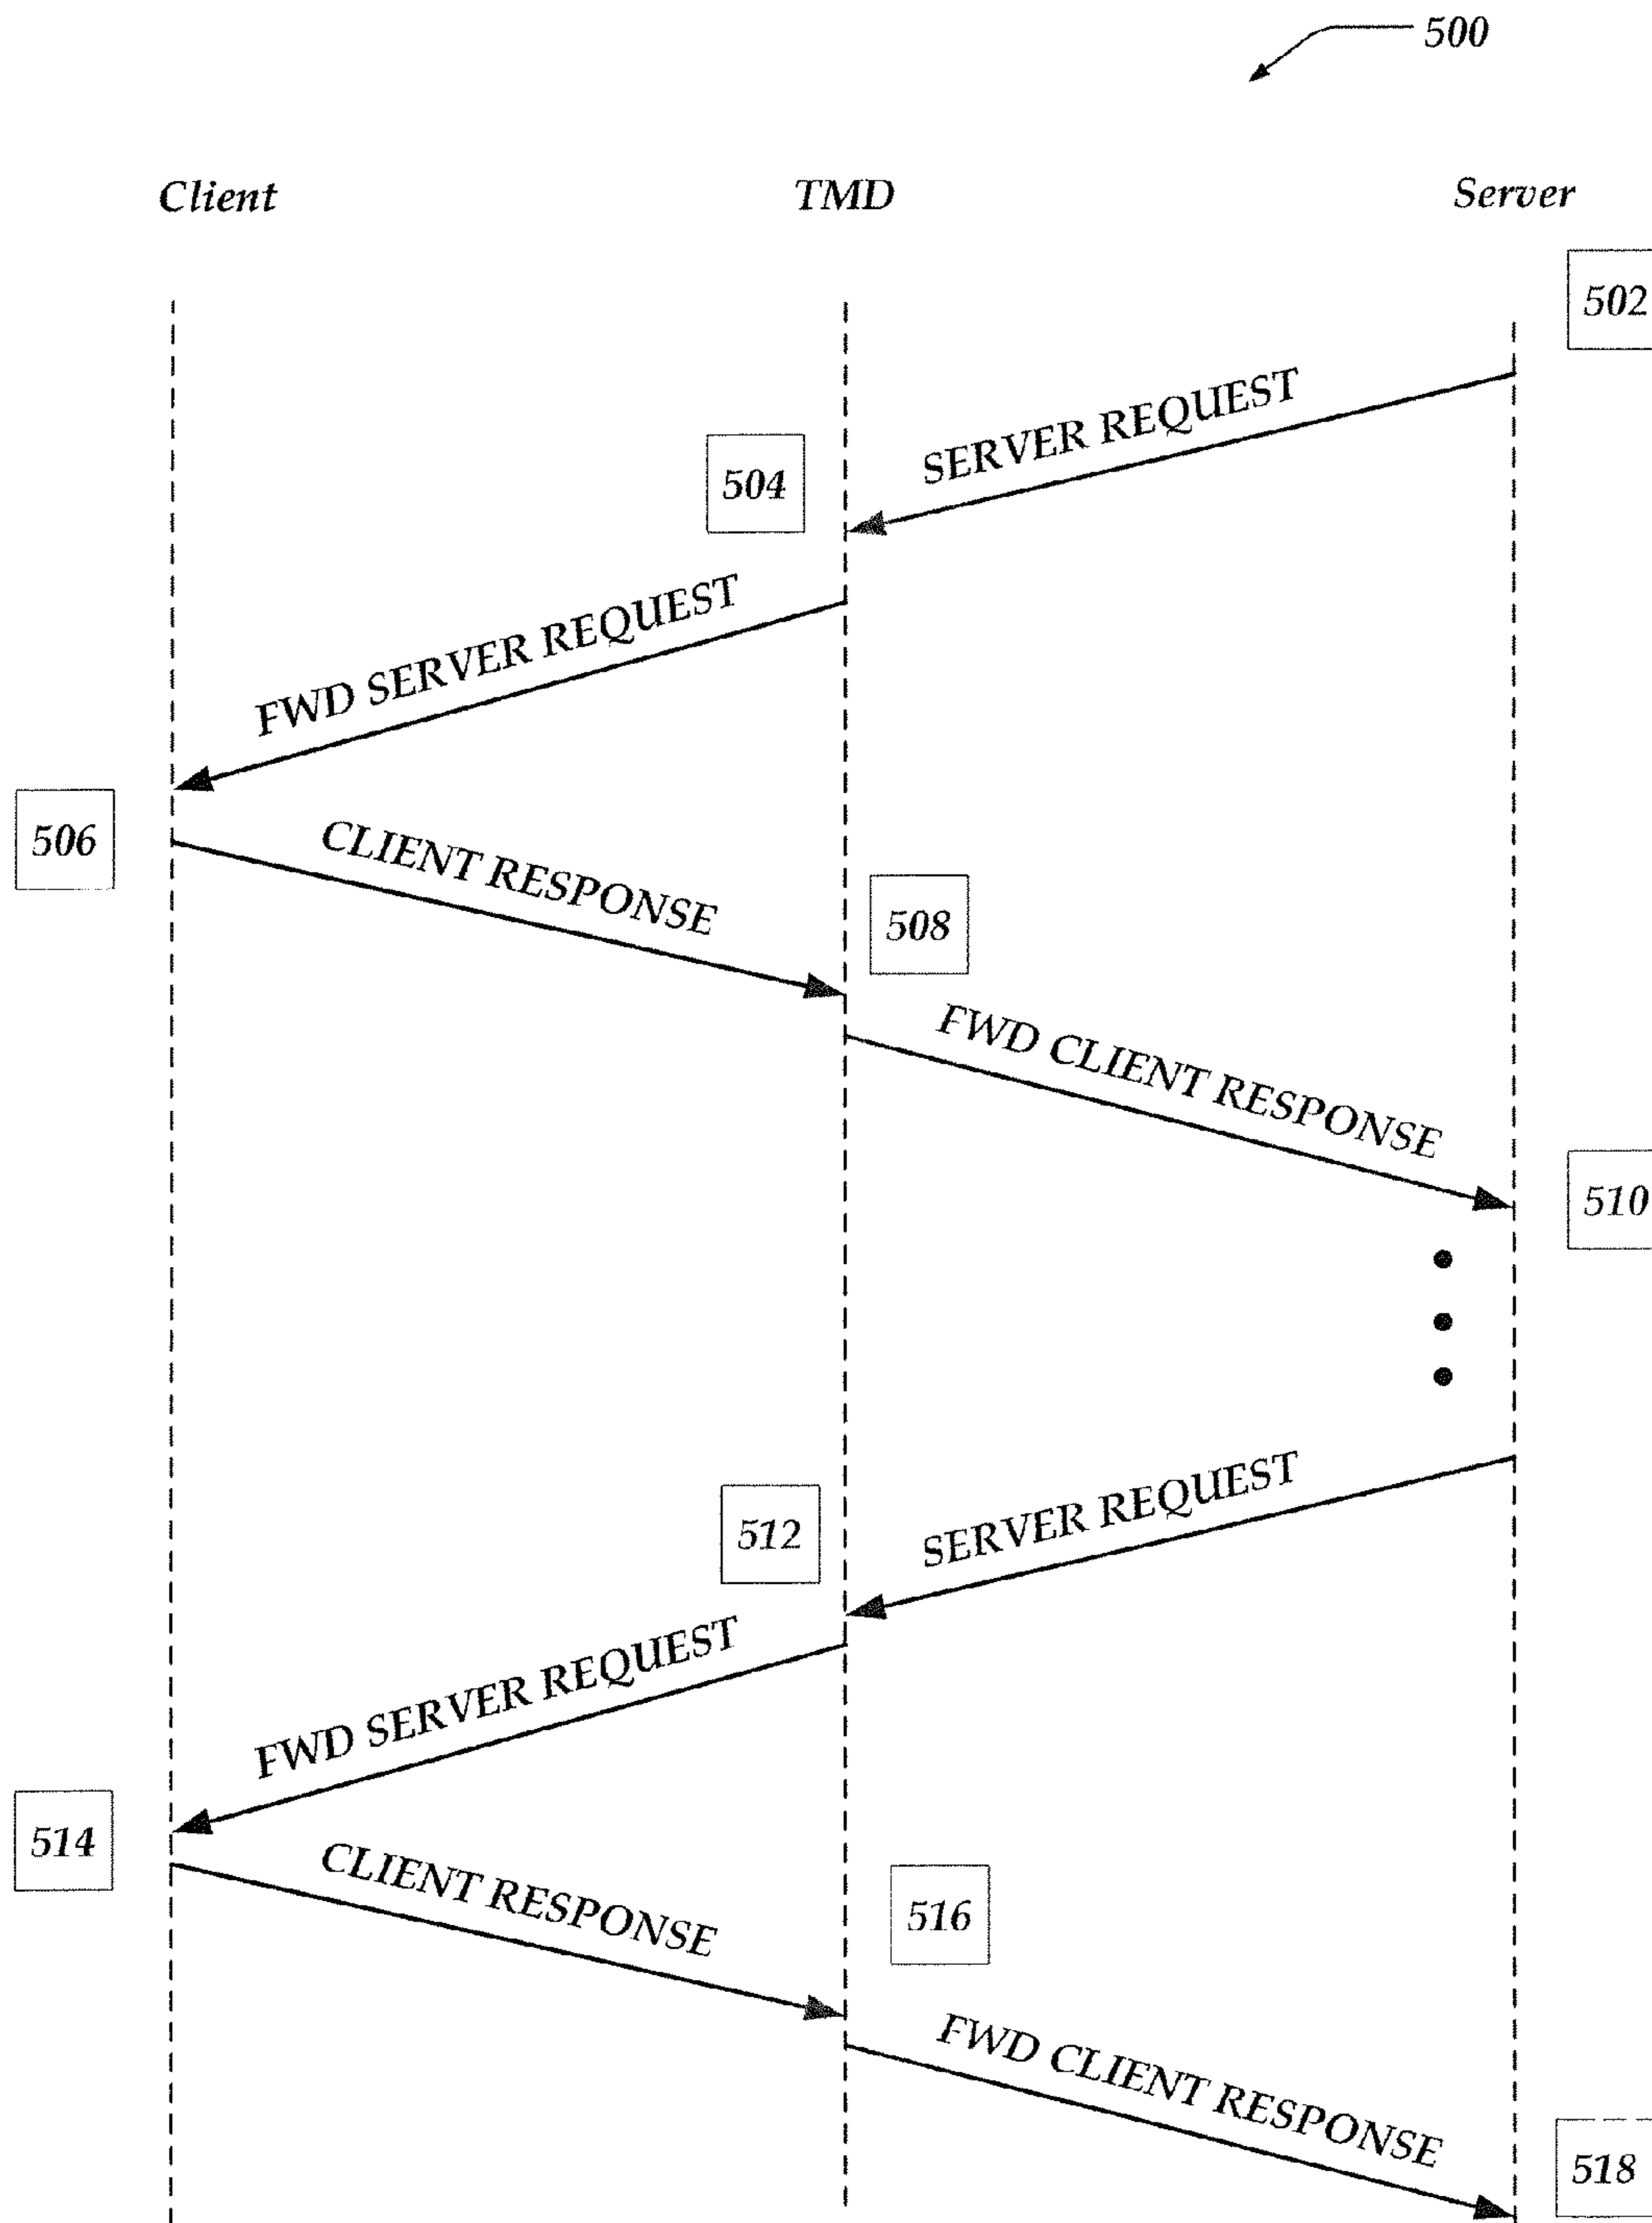 500
Client TMD Server
502
SERVER REQUEST
504
FWD SERVER REQUEST
506
CLIENT RESPONSE
508
FWD CLIENT RESPONSE
510
SERVER REQUEST
512
FWD SERVER REQUEST
514
CLIENT RESPONSE
516
FWD CLIENT RESPONSE
518